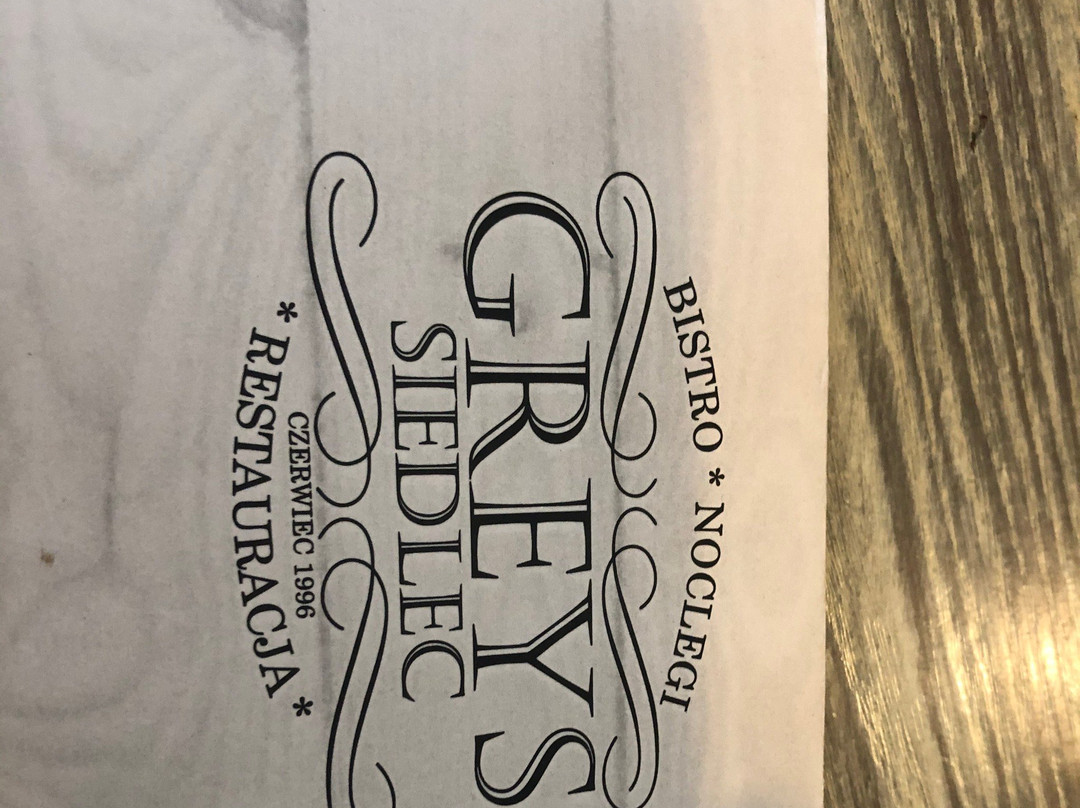 BISTRO * NOCLEGI
GREYS
SIEDLEC
CZERWIEC 1996
* RESTAURACJA *